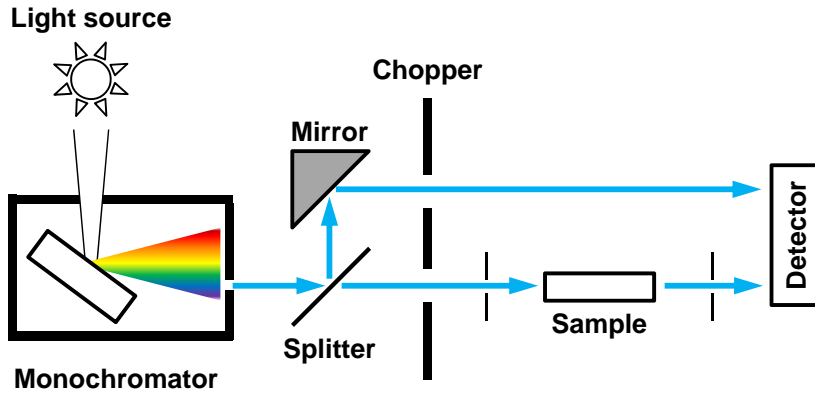 Light source
Chopper
Mirror
Detector
Sample
Splitter
Monochromator